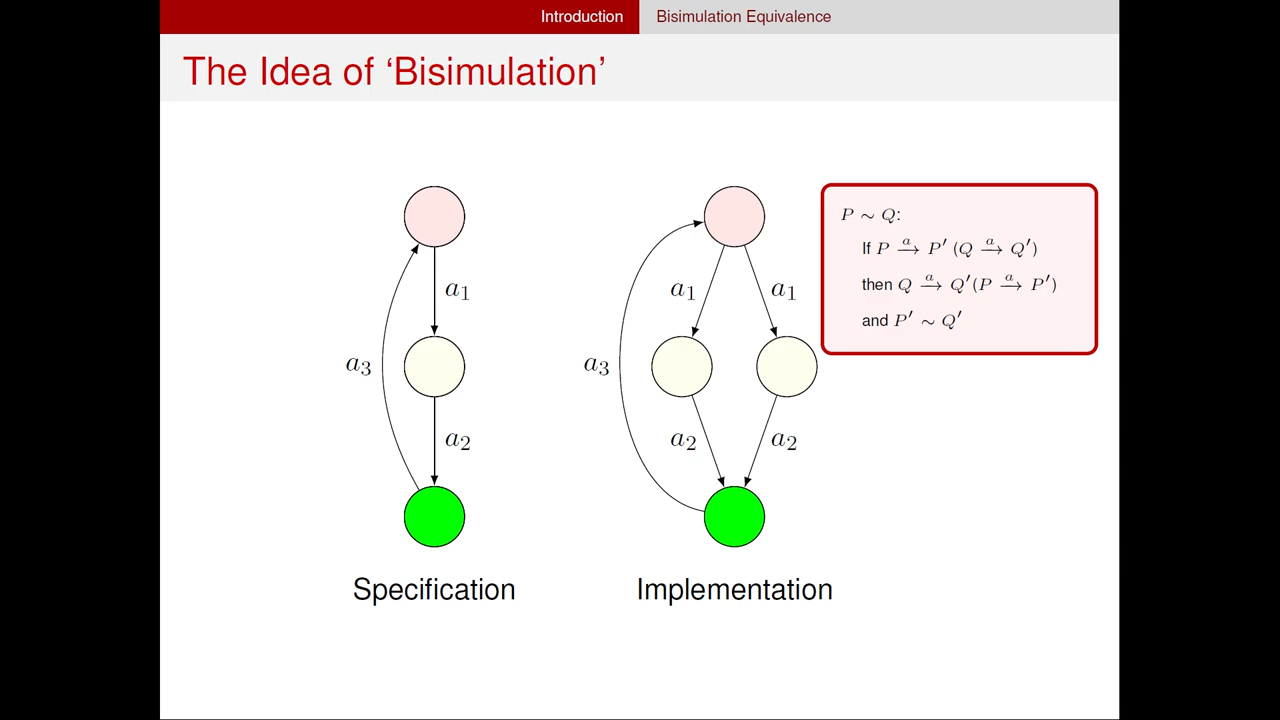 Introduction
Bisimulation Equivalence
The Idea of ‘Bisimulation’
P ∼ Q:
If P –a→ P′ (Q –a→ Q′)
then Q –a→ Q′(P –a→ P′)
and P′ ∼ Q′
a₁
a₃
a₂
Specification
a₁ a₁
a₃
a₂ a₂
Implementation